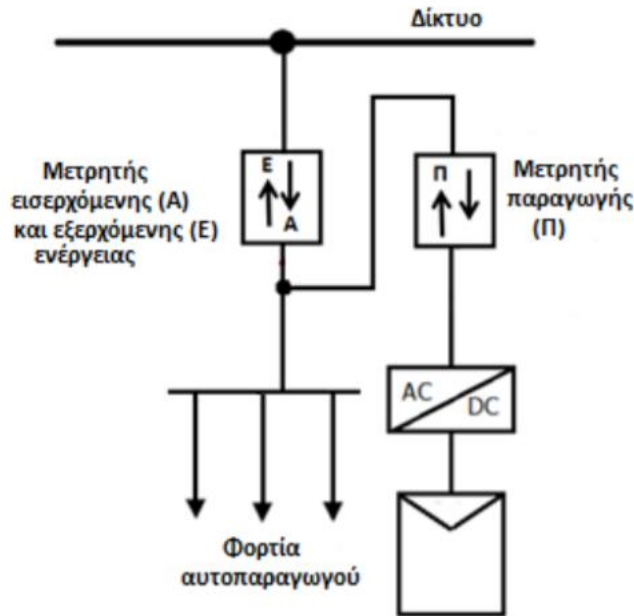 Δίκτυο
Ε
Α
Μετρητής
εισερχόμενης (Α)
και εξερχόμενης (Ε)
ενέργειας
Π
Μετρητής
παραγωγής
(Π)
AC
DC
Φορτία
αυτοπαραγωγού